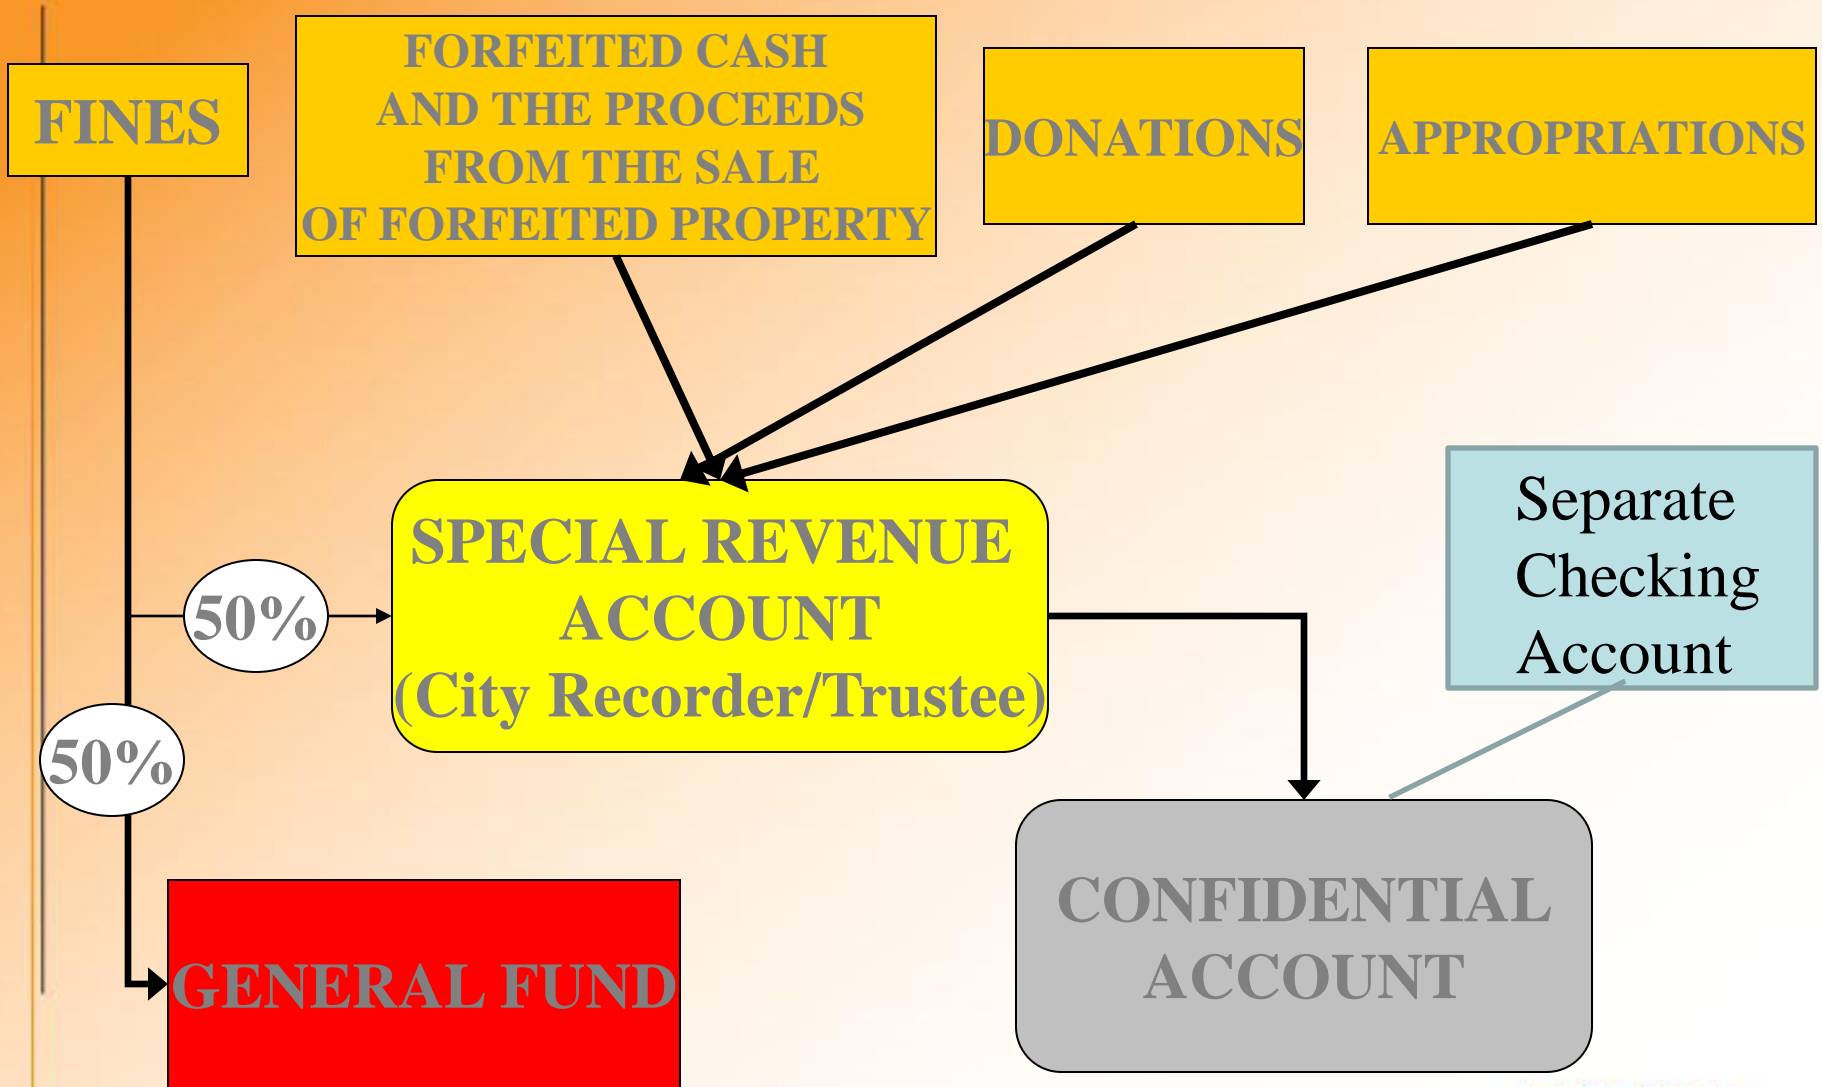 FINES
FORFEITED CASH
AND THE PROCEEDS
FROM THE SALE
OF FORFEITED PROPERTY
DONATIONS
APPROPRIATIONS
SPECIAL REVENUE
ACCOUNT
(City Recorder/Trustee)
Separate
Checking
Account
50%
50%
CONFIDENTIAL
ACCOUNT
GENERAL FUND